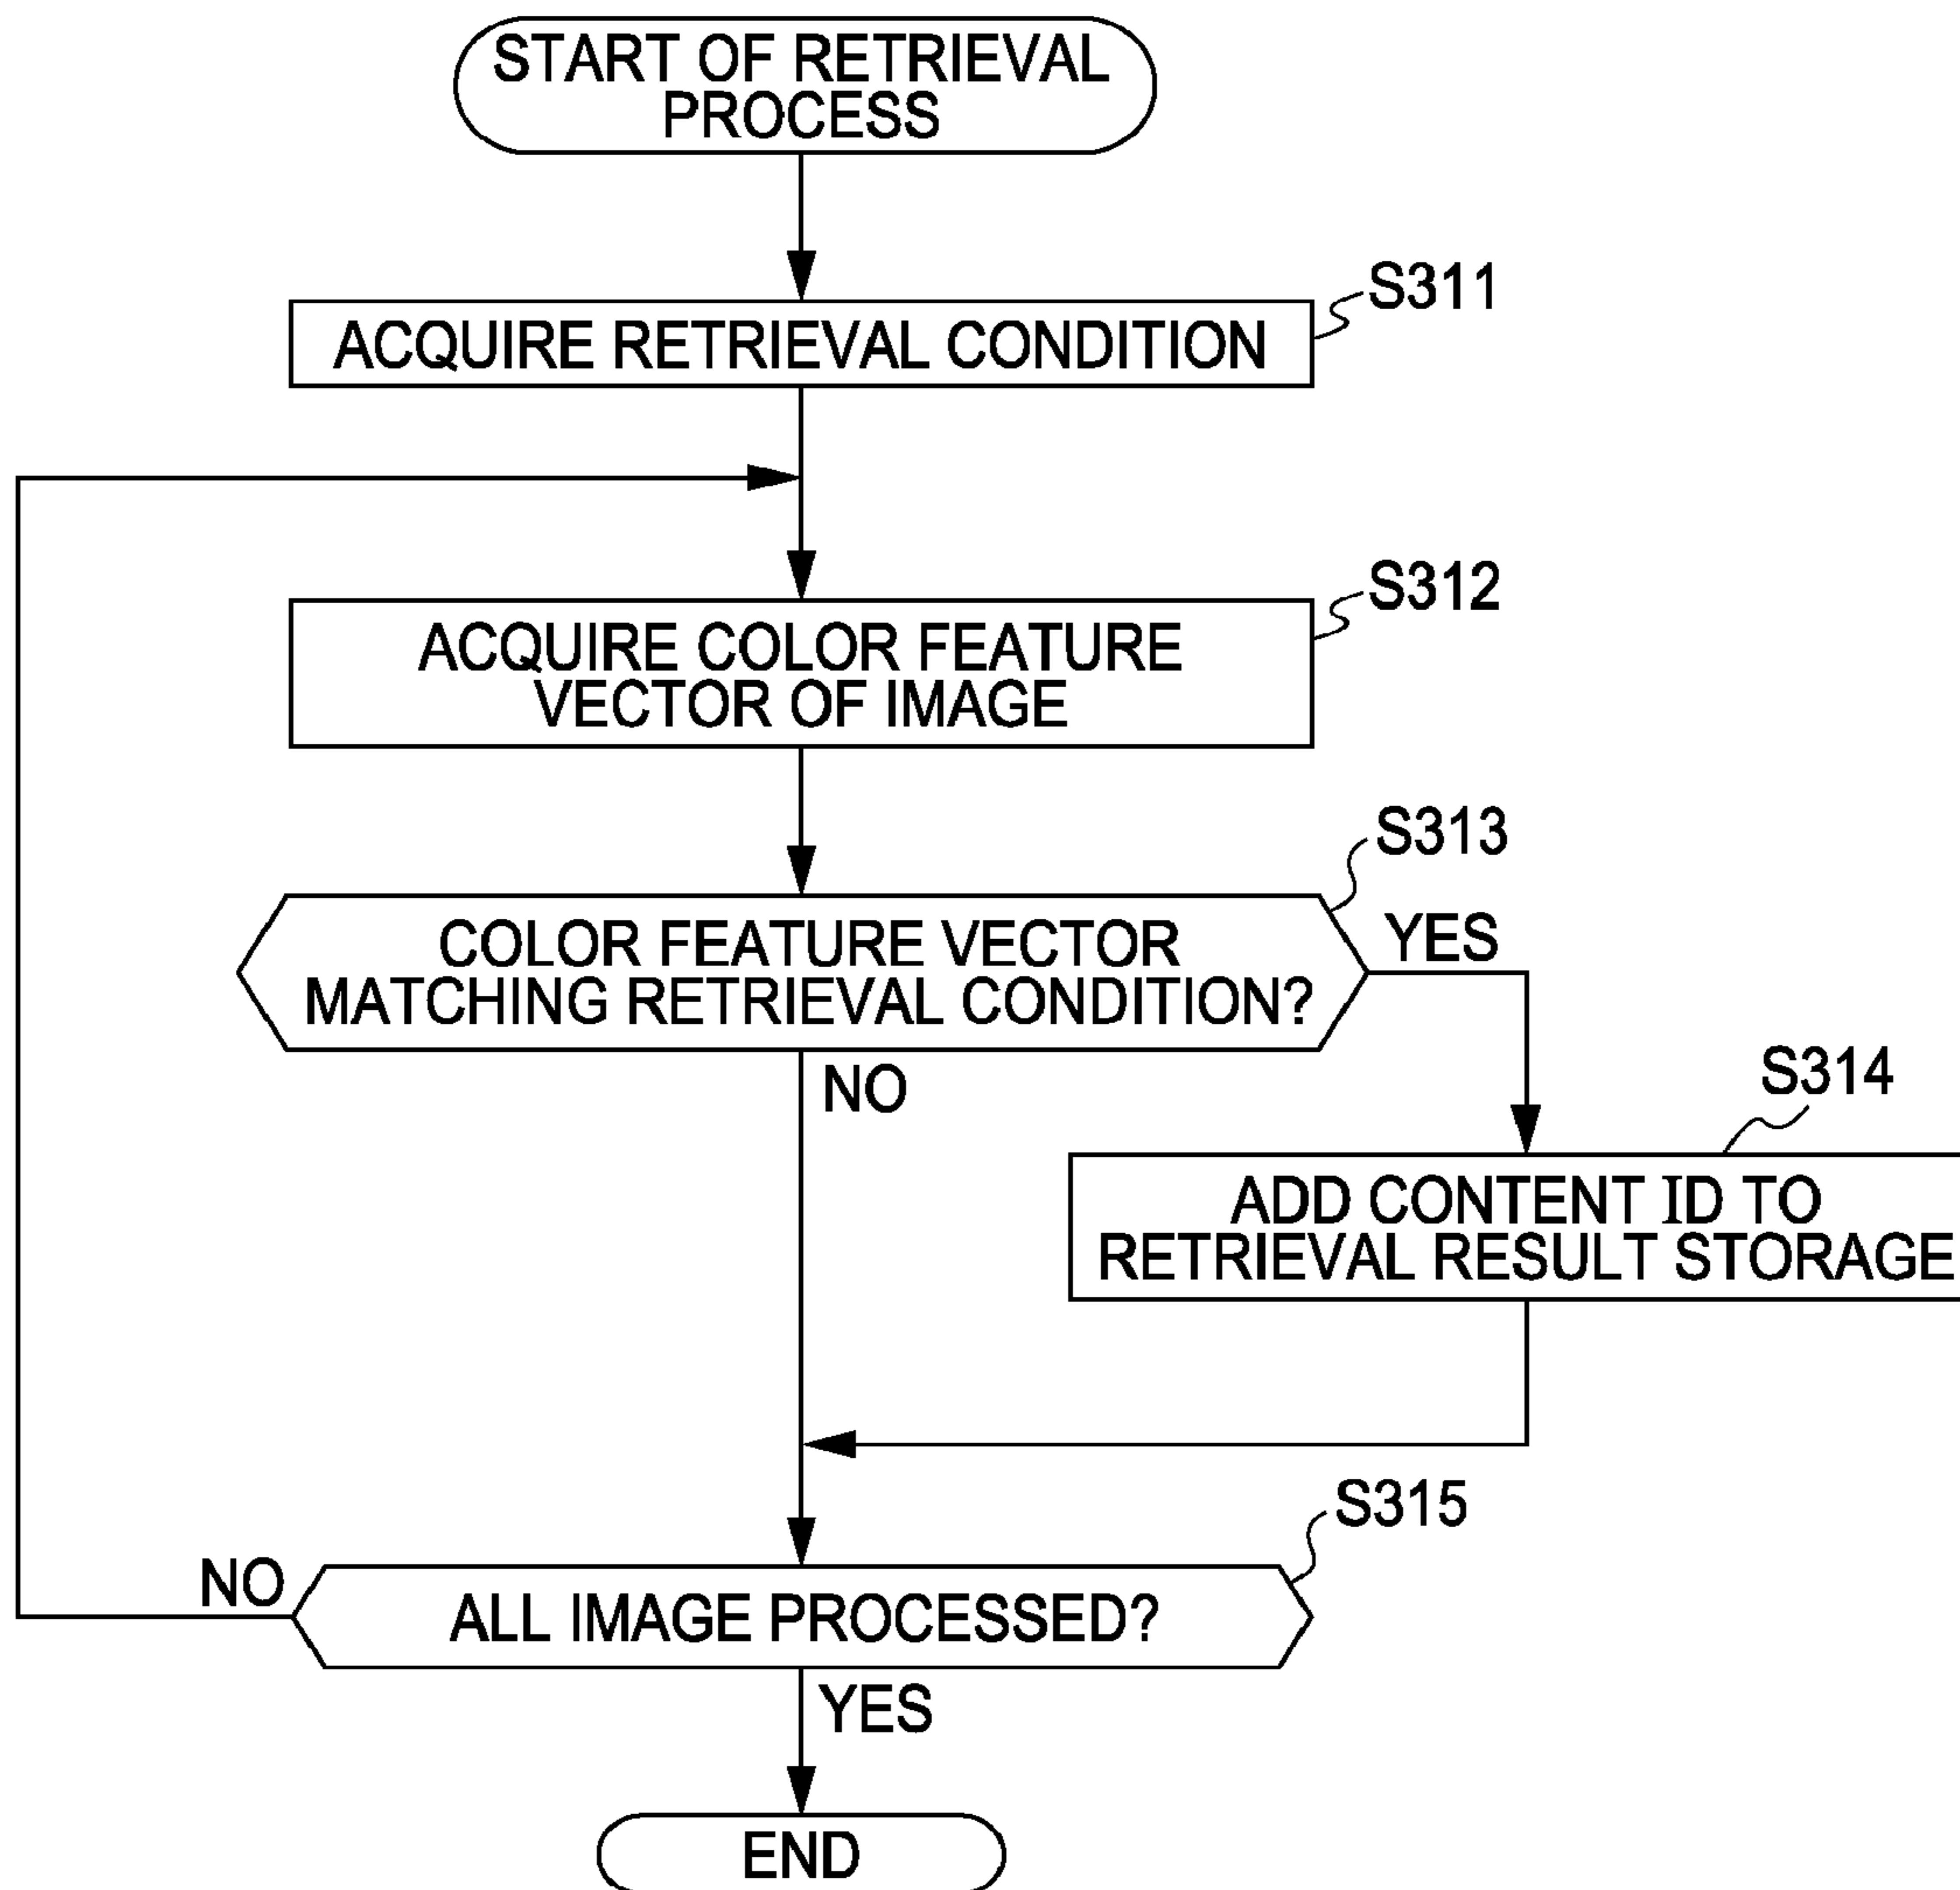 START OF RETRIEVAL
PROCESS
S311
ACQUIRE RETRIEVAL CONDITION
S312
ACQUIRE COLOR FEATURE
VECTOR OF IMAGE
S313
COLOR FEATURE VECTOR
MATCHING RETRIEVAL CONDITION?
YES
NO
S314
ADD CONTENT ID TO
RETRIEVAL RESULT STORAGE
S315
NO
ALL IMAGE PROCESSED?
YES
END